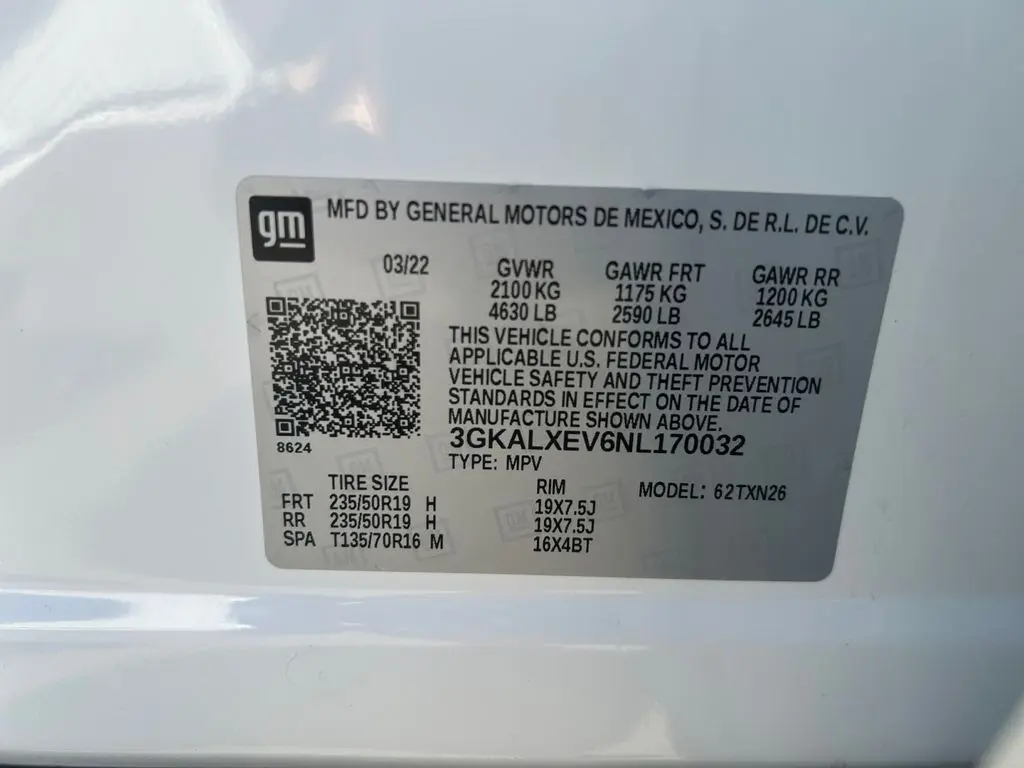 gm MFD BY GENERAL MOTORS DE MEXICO, S. DE R.L. DE C.V.
03/22 GVWR GAWR FRT GAWR RR
2100 KG 1175 KG 1200 KG
4630 LB 2590 LB 2645 LB
THIS VEHICLE CONFORMS TO ALL
APPLICABLE U.S. FEDERAL MOTOR
VEHICLE SAFETY AND THEFT PREVENTION
STANDARDS IN EFFECT ON THE DATE OF
MANUFACTURE SHOWN ABOVE.
8624 3GKALXEV6NL170032
TYPE: MPV
TIRE SIZE RIM MODEL: 62TXN26
FRT 235/50R19 H 19X7.5J
RR 235/50R19 H 19X7.5J
SPA T135/70R16 M 16X4BT